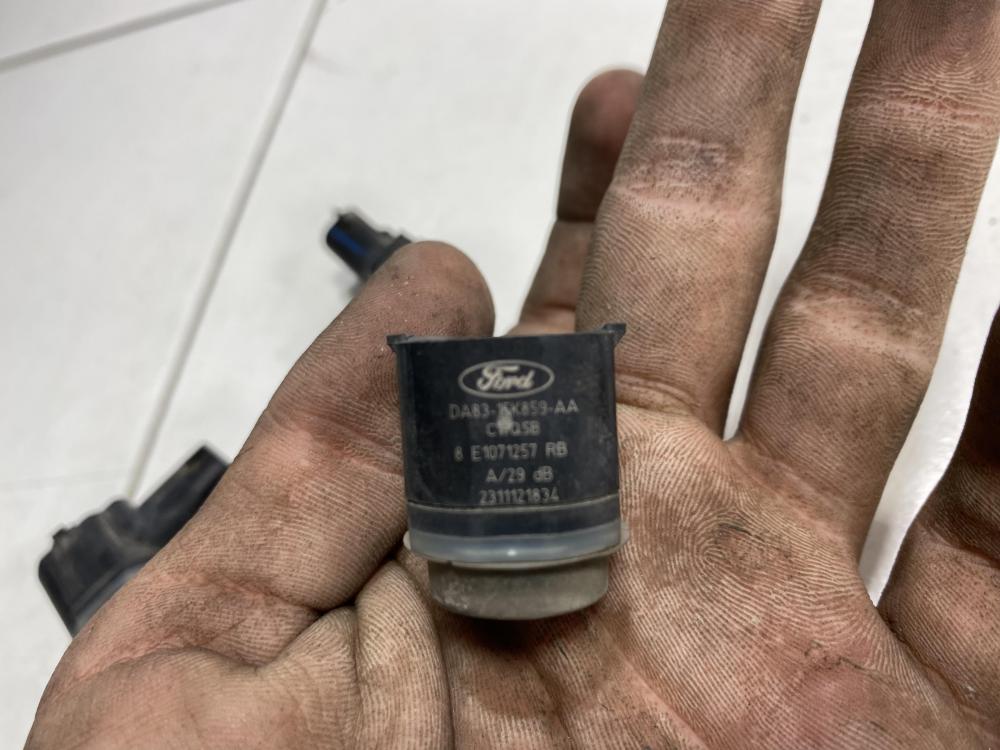 Ford
DA83-15K859-AA
8 E1071257 RB
A/29 dB
2311121834